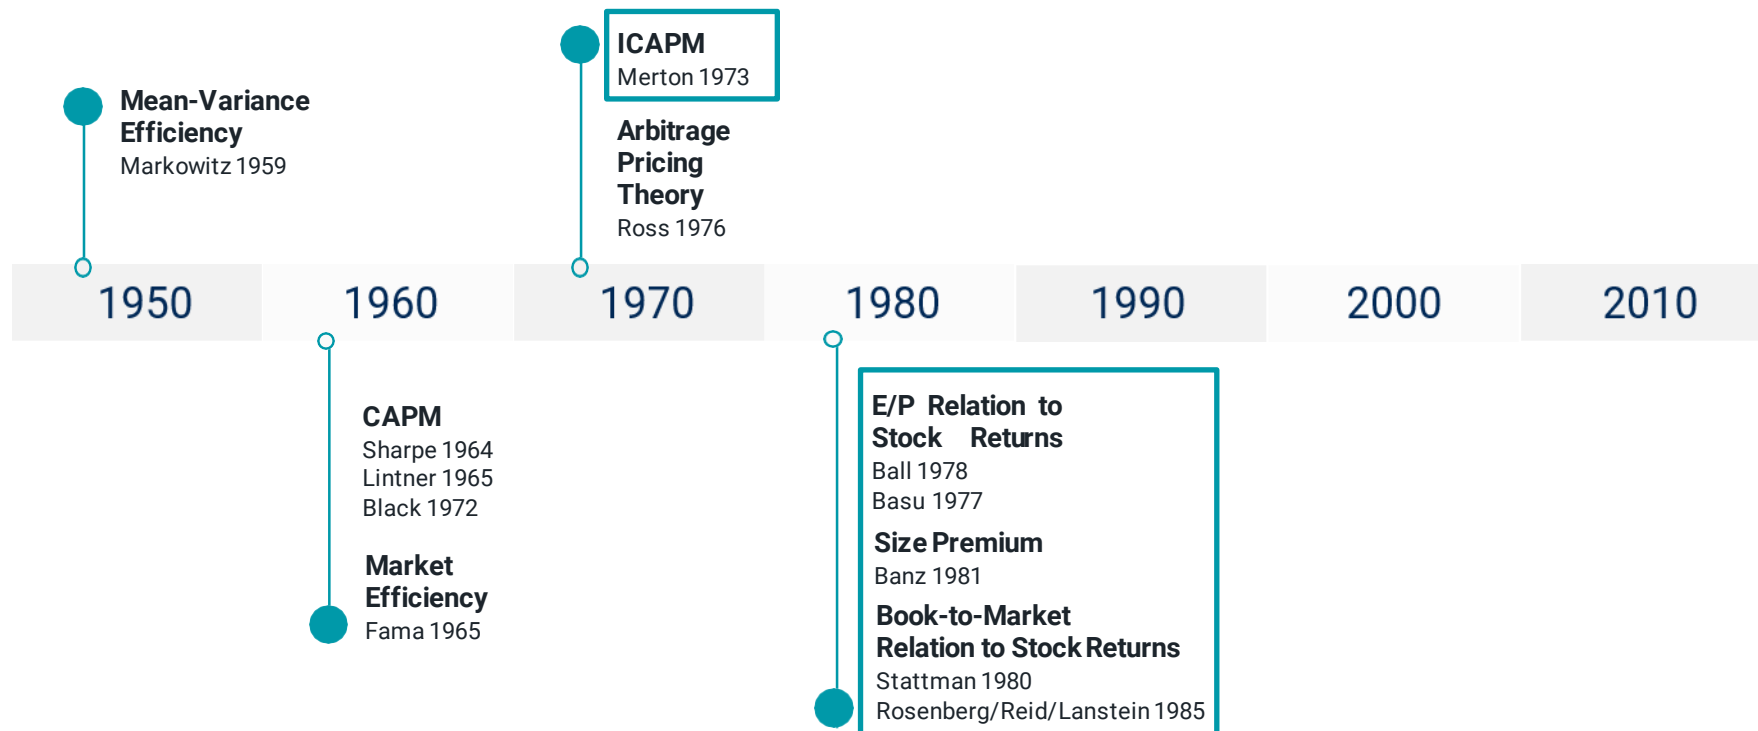 ICAPM
Merton 1973
Mean-Variance
Efficiency
Markowitz 1959
Arbitrage
Pricing
Theory
Ross 1976
1950 1960 1970 1980 1990 2000 2010
CAPM
Sharpe 1964
Lintner 1965
Black 1972
Market
Efficiency
Fama 1965
E/P Relation to
Stock Returns
Ball 1978
Basu 1977
Size Premium
Banz 1981
Book-to-Market
Relation to Stock Returns
Stattman 1980
Rosenberg/Reid/Lanstein 1985